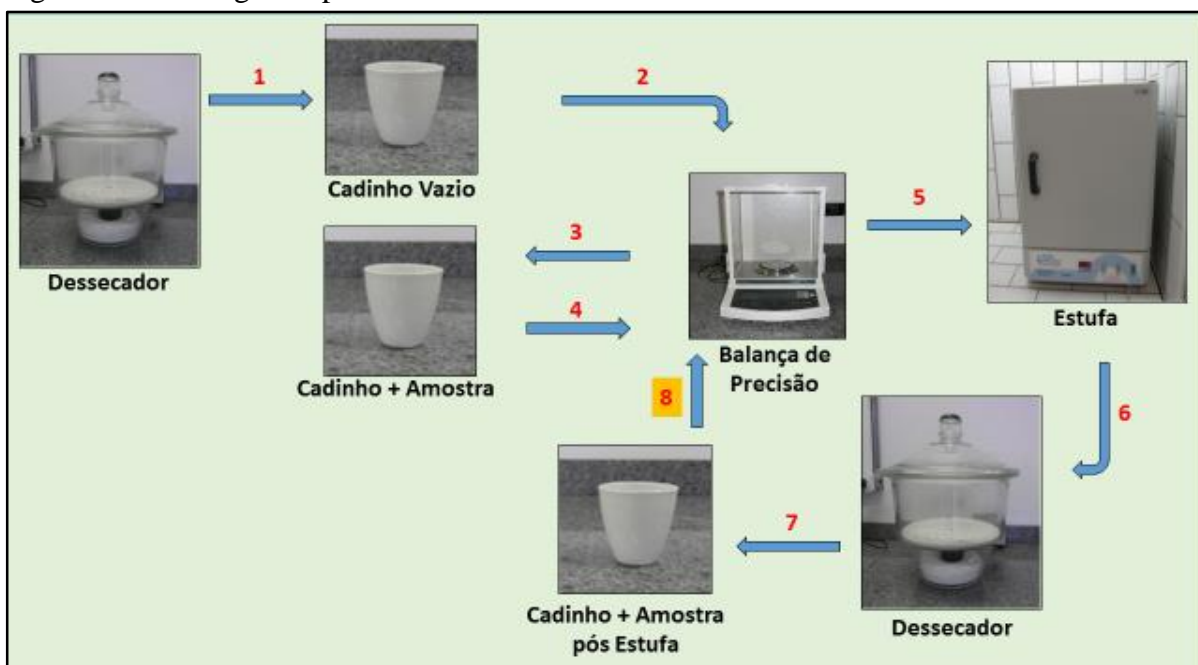 1
2
Cadinho Vazio
Dessecador
3
4
Cadinho + Amostra
Balança de
Precisão
5
Estufa
6
Dessecador
7
Cadinho + Amostra
pós Estufa
8